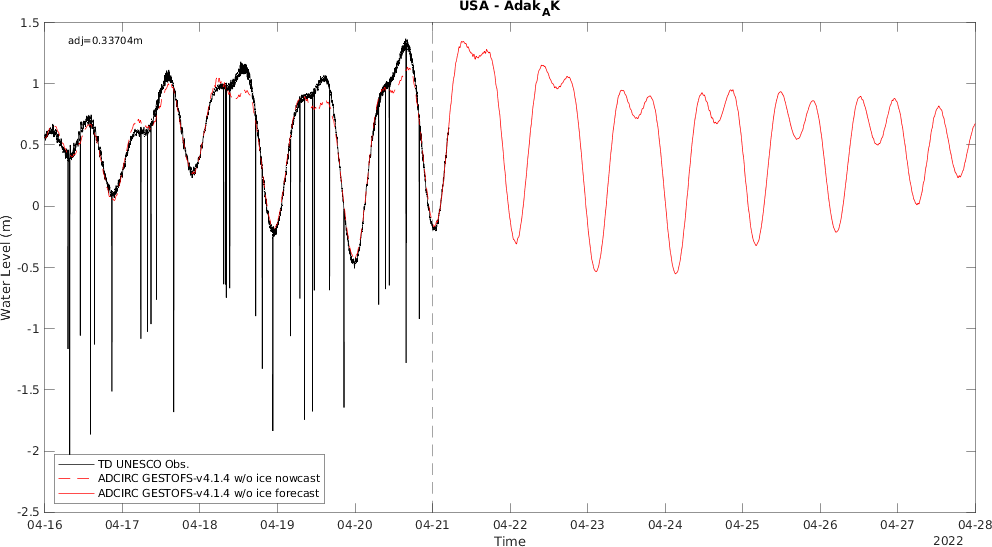 USA - Adak_AK
adj=0.33704m
1.5
1
0.5
0
-0.5
-1
-1.5
-2
-2.5
Water Level (m)
TD UNESCO Obs.
ADCIRC GESTOFS-v4.1.4 w/o ice nowcast
ADCIRC GESTOFS-v4.1.4 w/o ice forecast
04-16 04-17 04-18 04-19 04-20 04-21 04-22 04-23 04-24 04-25 04-26 04-27 04-28
Time
2022